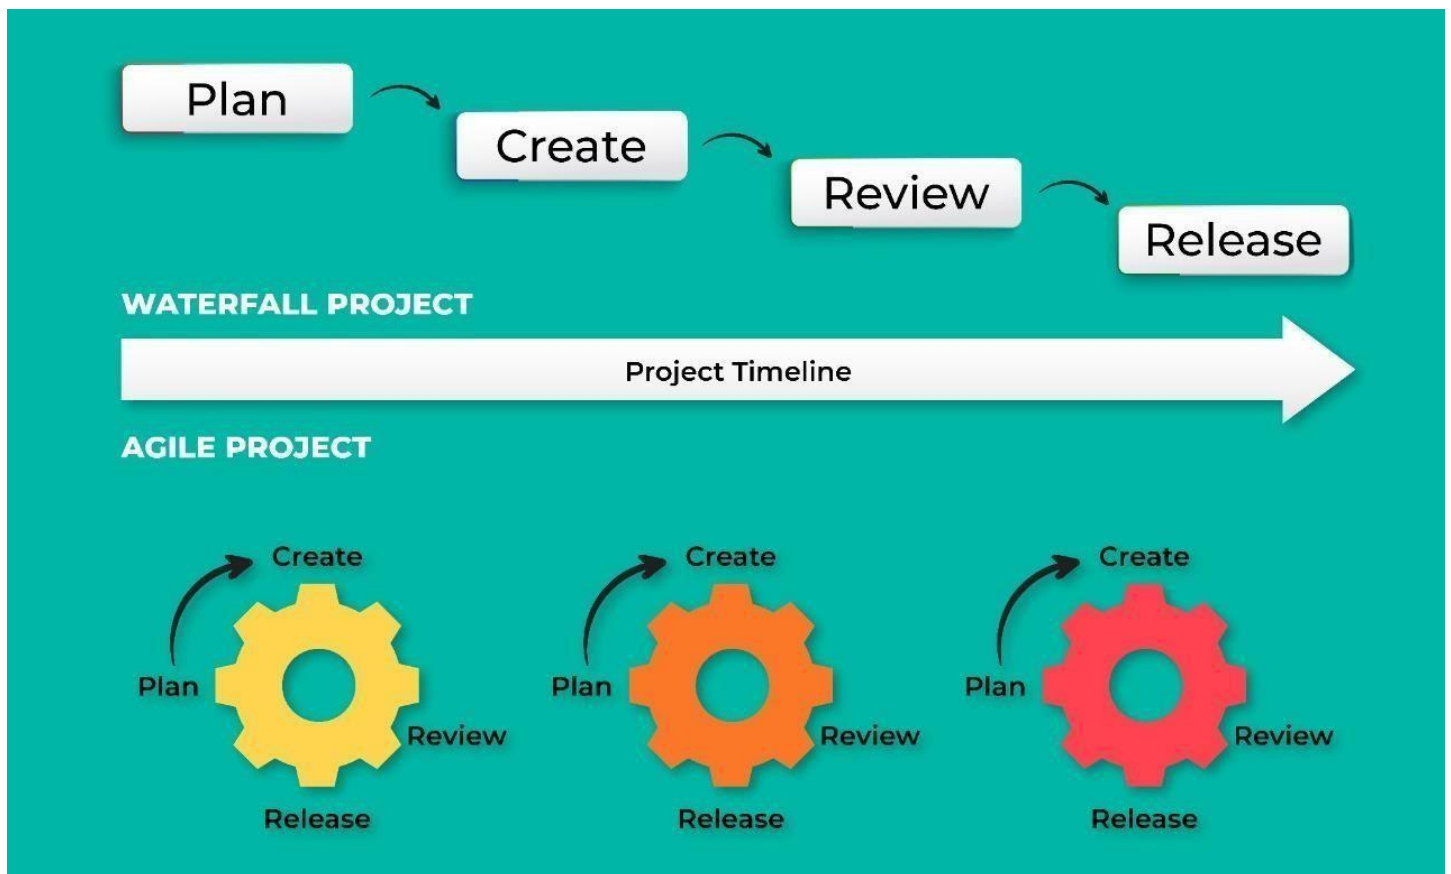 Plan
Create
Review
Release
WATERFALL PROJECT
Project Timeline
AGILE PROJECT
Create
Plan
Review
Release
Create
Plan
Review
Release
Create
Plan
Review
Release